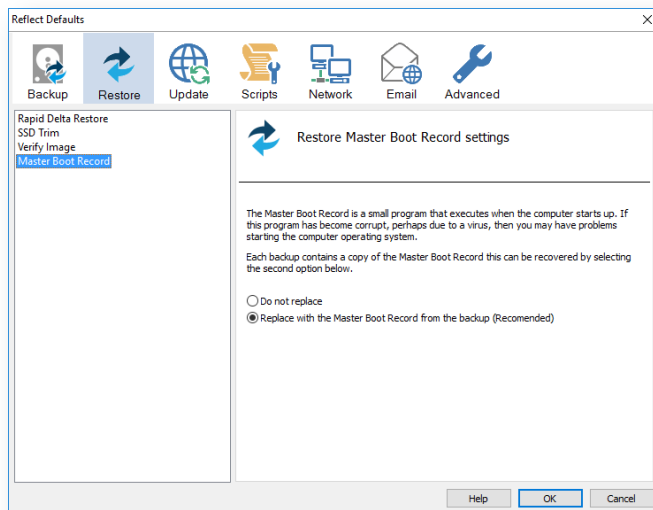 Reflect Defaults
Backup Restore Update Scripts Network Email Advanced
Rapid Delta Restore
SSD Trim
Verify Image
Master Boot Record
Restore Master Boot Record settings
The Master Boot Record is a small program that executes when the computer starts up. If
this program has become corrupt, perhaps due to a virus, then you may have problems
starting the computer operating system.
Each backup contains a copy of the Master Boot Record this can be recovered by selecting
the second option below.
Do not replace
Replace with the Master Boot Record from the backup (Recomended)
Help OK Cancel